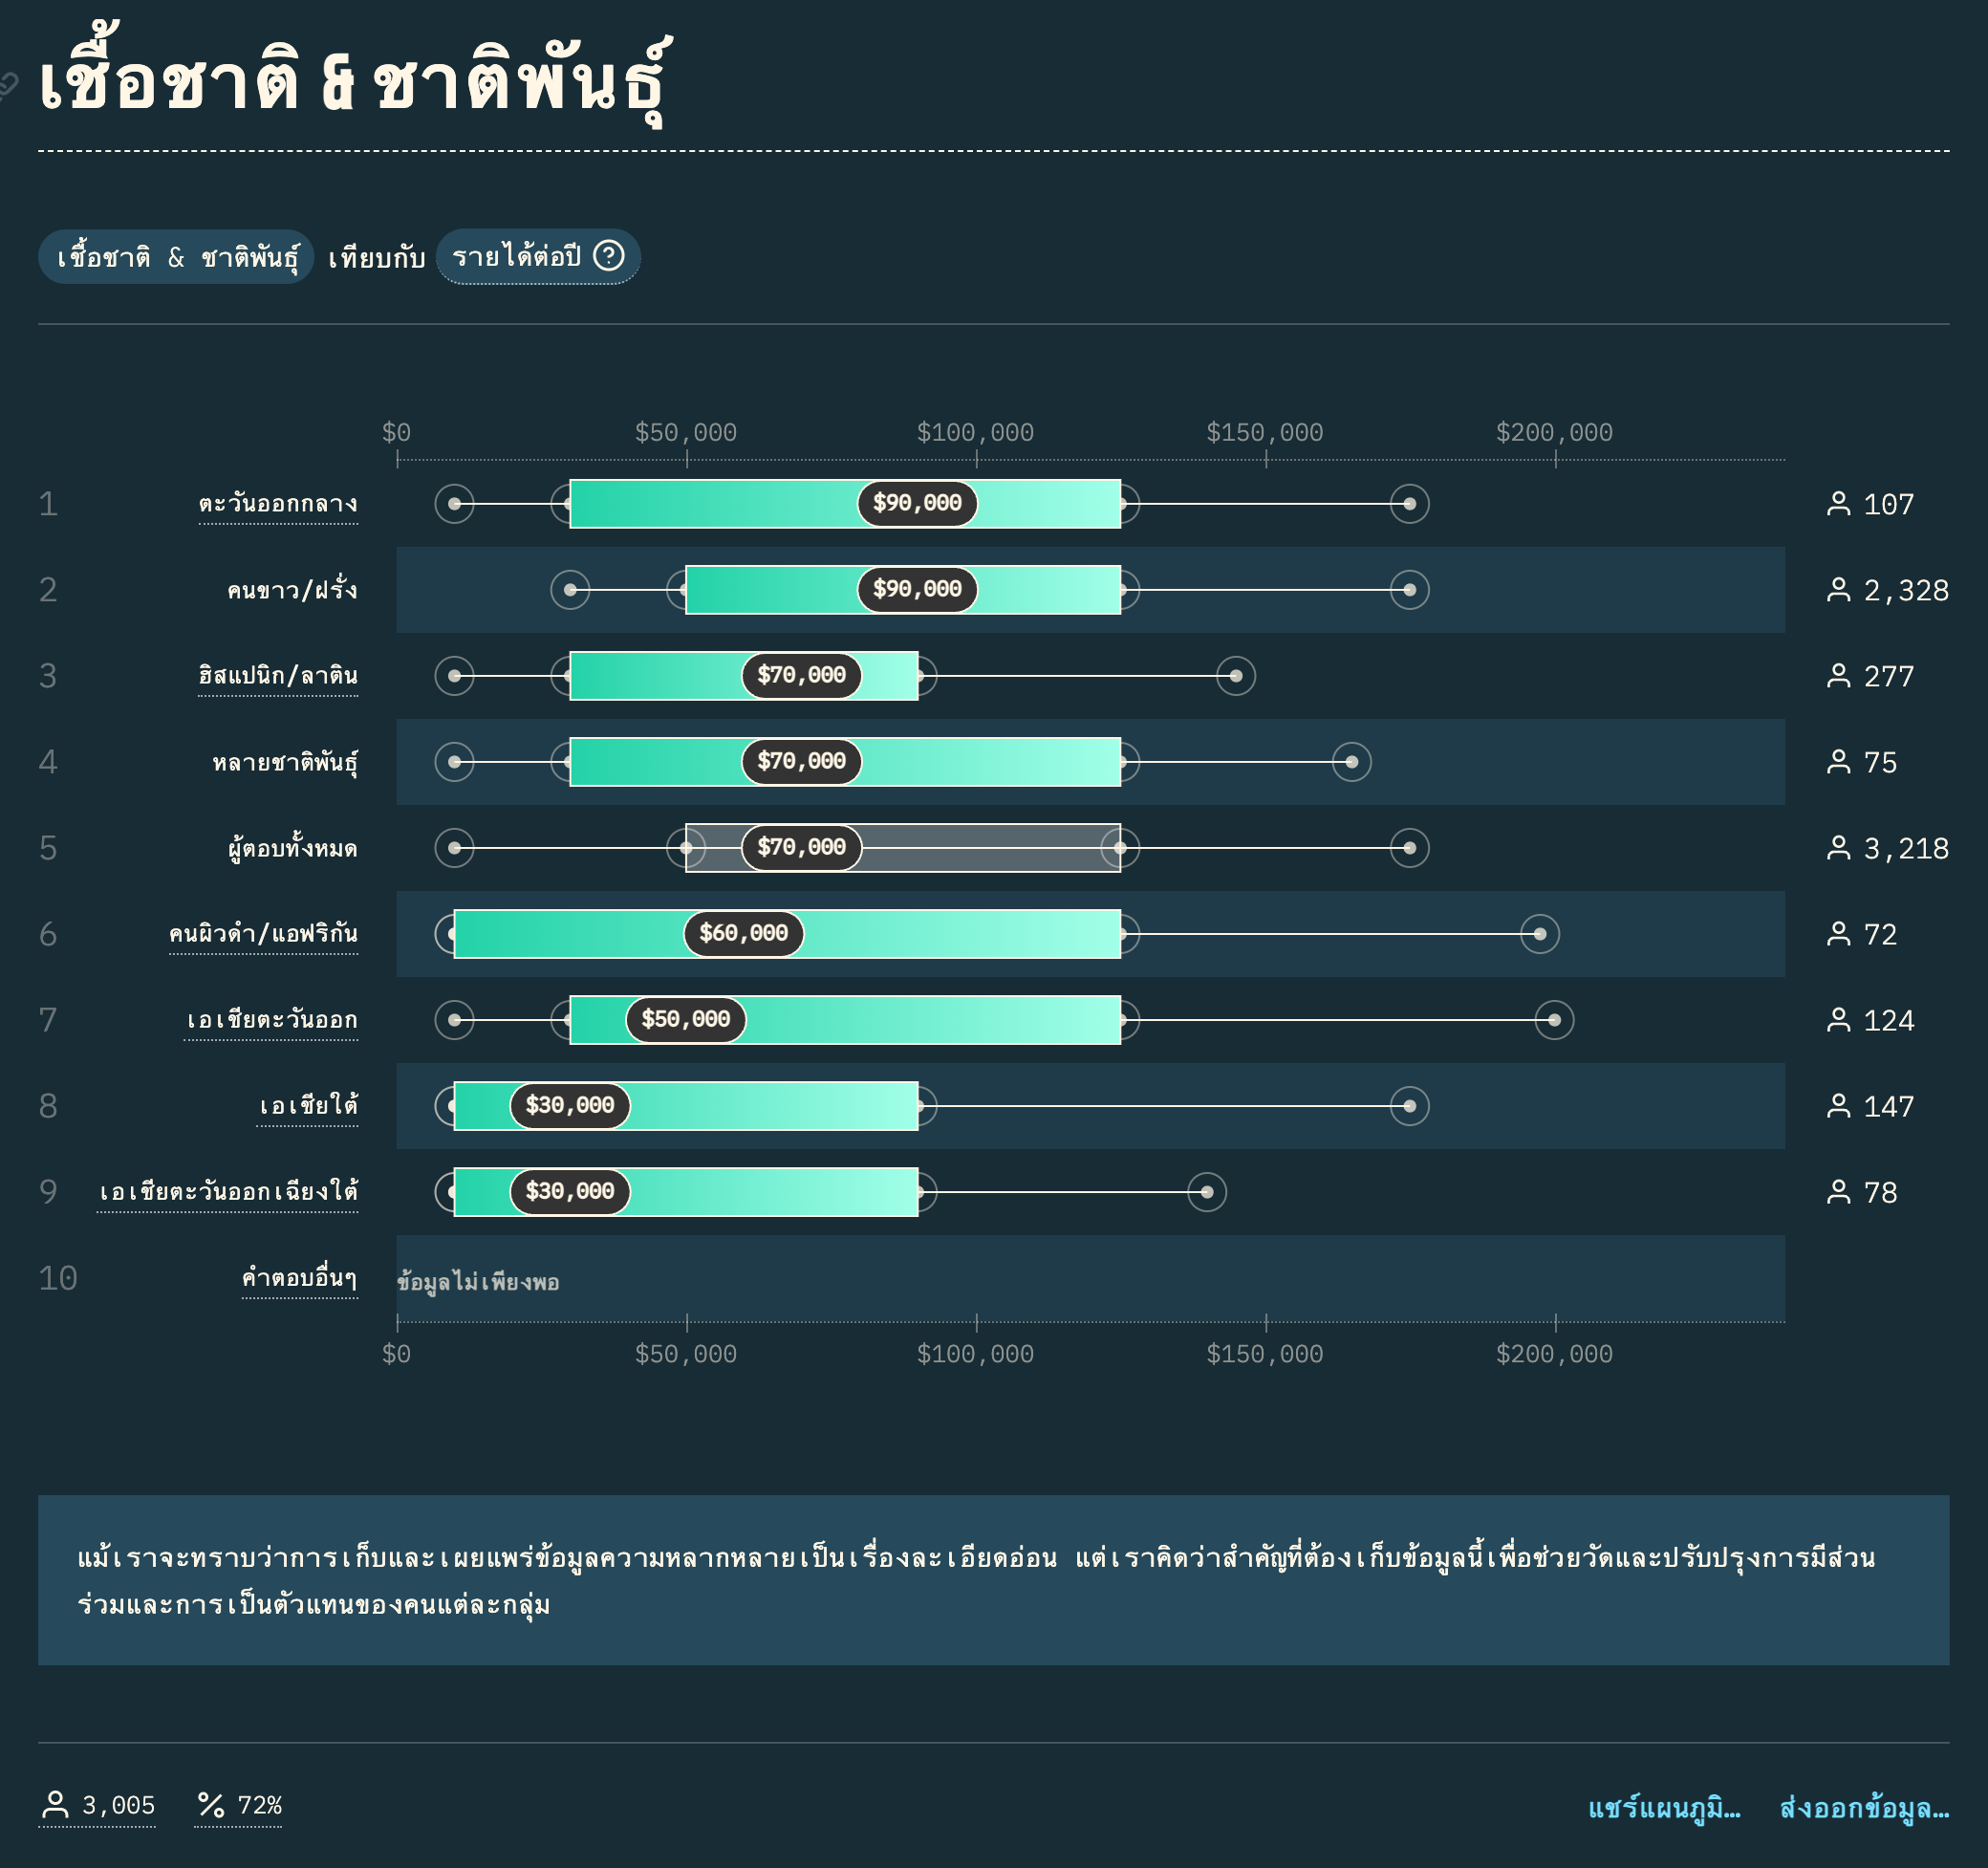 เชื้อชาติ & ชาติพันธุ์
เชื้อชาติ & ชาติพันธุ์ เทียบกับ รายได้ต่อปี ?
$0 $50,000 $100,000 $150,000 $200,000
1 ตะวันออกกลาง $90,000 107
2 คนขาว/ฝรั่ง $90,000 2,328
3 ฮิสแปนิก/ลาติน $70,000 277
4 หลายชาติพันธุ์ $70,000 75
5 ผู้ตอบทั้งหมด $70,000 3,218
6 คนผิวดำ/แอฟริกัน $60,000 72
7 เอเชียตะวันออก $50,000 124
8 เอเชียใต้ $30,000 147
9 เอเชียตะวันออกเฉียงใต้ $30,000 78
10 คำตอบอื่นๆ ข้อมูลไม่เพียงพอ
$0 $50,000 $100,000 $150,000 $200,000
แม้เราจะทราบว่าการเก็บและเผยแพร่ข้อมูลความหลากหลายเป็นเรื่องละเอียดอ่อน แต่เราคิดว่าสำคัญที่ต้องเก็บข้อมูลนี้เพื่อช่วยวัดและปรับปรุงการมีส่วน
ร่วมและการเป็นตัวแทนของคนแต่ละกลุ่ม
3,005 % 72% แชร์แผนภูมิ… ส่งออกข้อมูล…